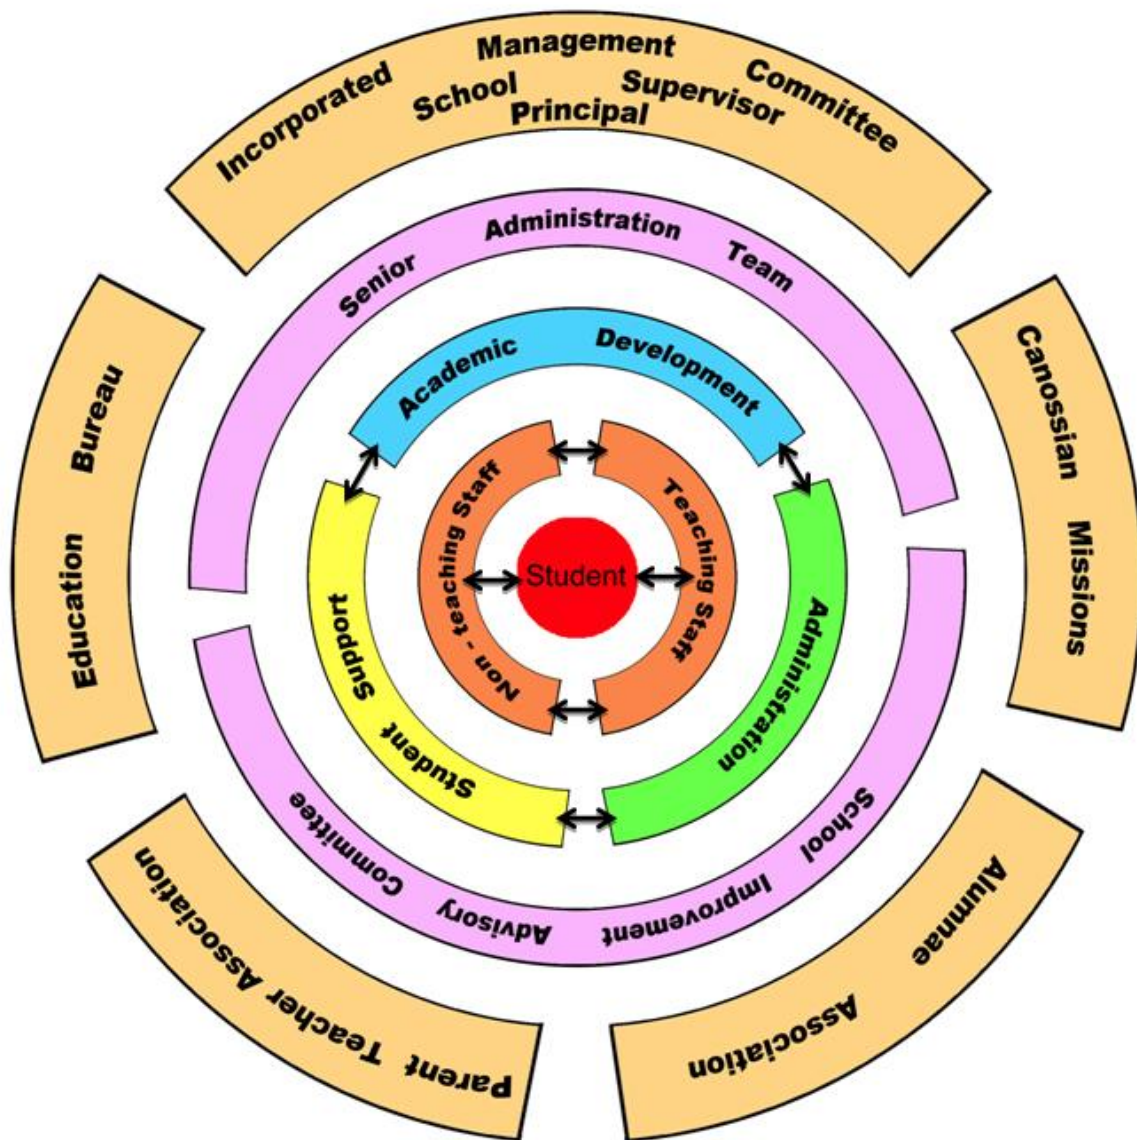 Incorporated Management Committee
School Supervisor
Principal
Senior Administration Team
Academic Development
Education Bureau
Canossian Missions
Non - teaching Staff
Teaching Staff
Student
Student Support
Administration
School Improvement Advisory Committee
Parent Teacher Association
Alumnae Association